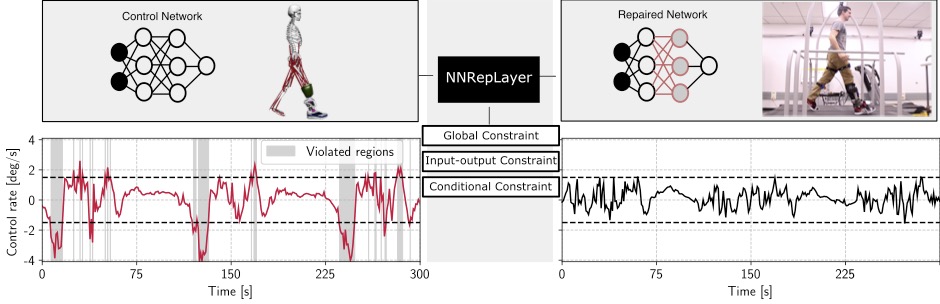 Control Network
NNRepLayer
Repaired Network
Global Constraint
Input-output Constraint
Conditional Constraint
Control rate [deg/s]
4
2
0
-2
-4
Violated regions
0
75
150
225
300
Time [s]
0
75
150
225
Time [s]